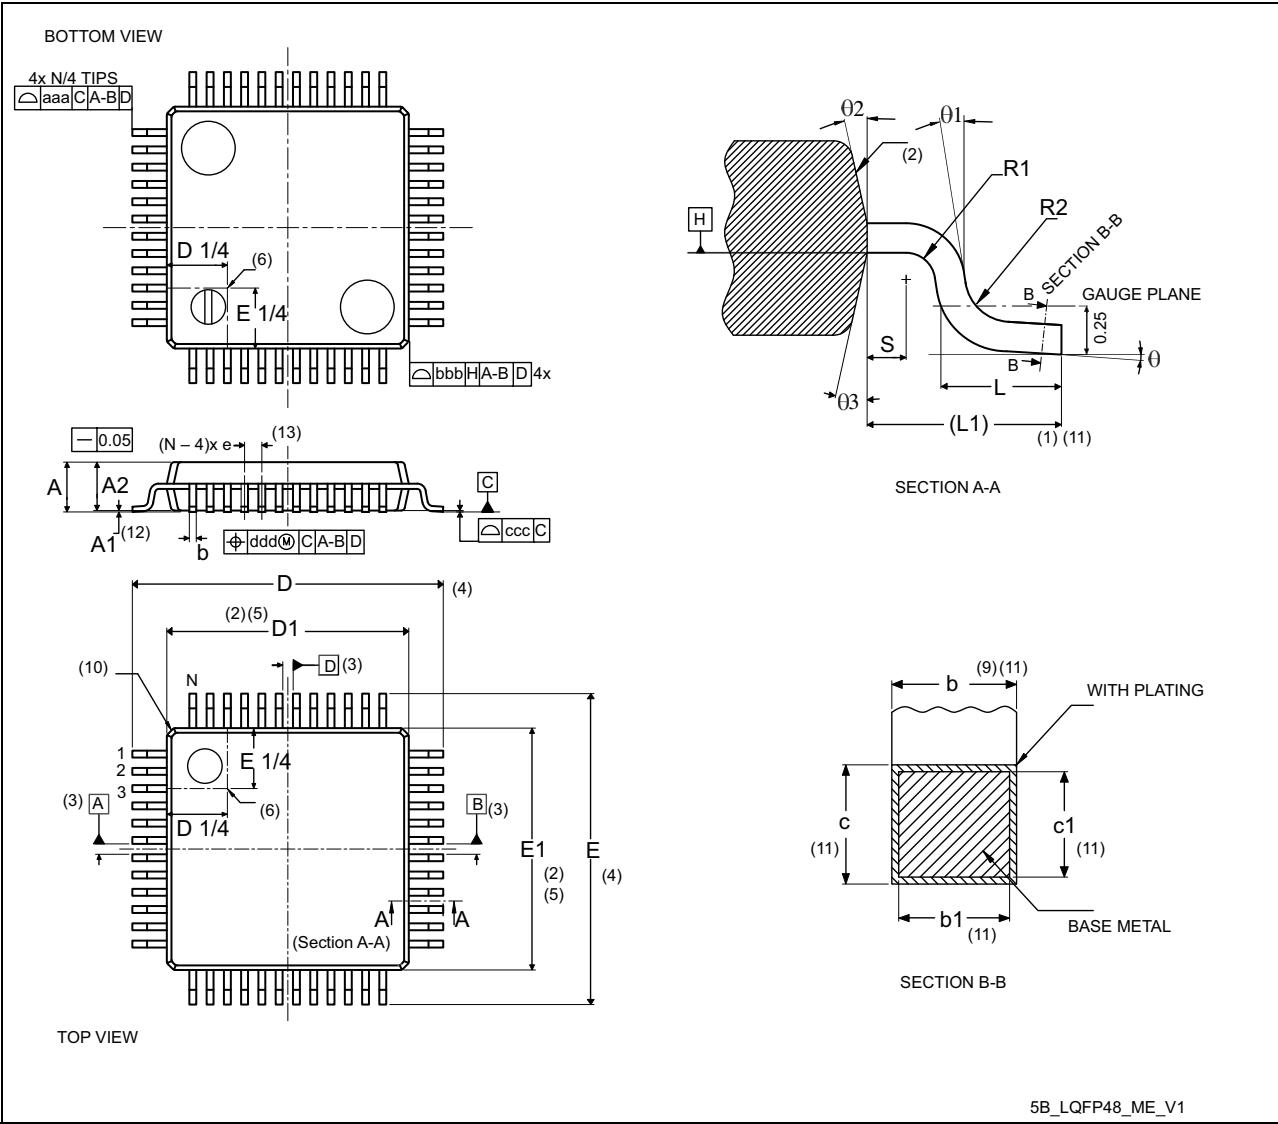 BOTTOM VIEW
4x N/4 TIPS
aaa C A-B D
D 1/4
(6)
E 1/4
bbb H A-B D 4x
0.05
(N – 4)x e
(13)
A
A2
A1
(12)
b
ddd Ⓜ C A-B D
C
ccc C
D
(4)
(2)(5)
D1
D (3)
(10)
N
1
2
3
(3) A
E 1/4
(6)
D 1/4
B (3)
E1
(2)
(5)
E
(4)
A A
(Section A-A)
TOP VIEW
θ2
θ1
(2)
R1
R2
H
SECTION B-B
B
GAUGE PLANE
0.25
S
B
θ
L
θ3
(L1)
(1) (11)
SECTION A-A
(9) (11)
b
WITH PLATING
c
(11)
c1
(11)
b1
(11)
BASE METAL
SECTION B-B
5B_LQFP48_ME_V1